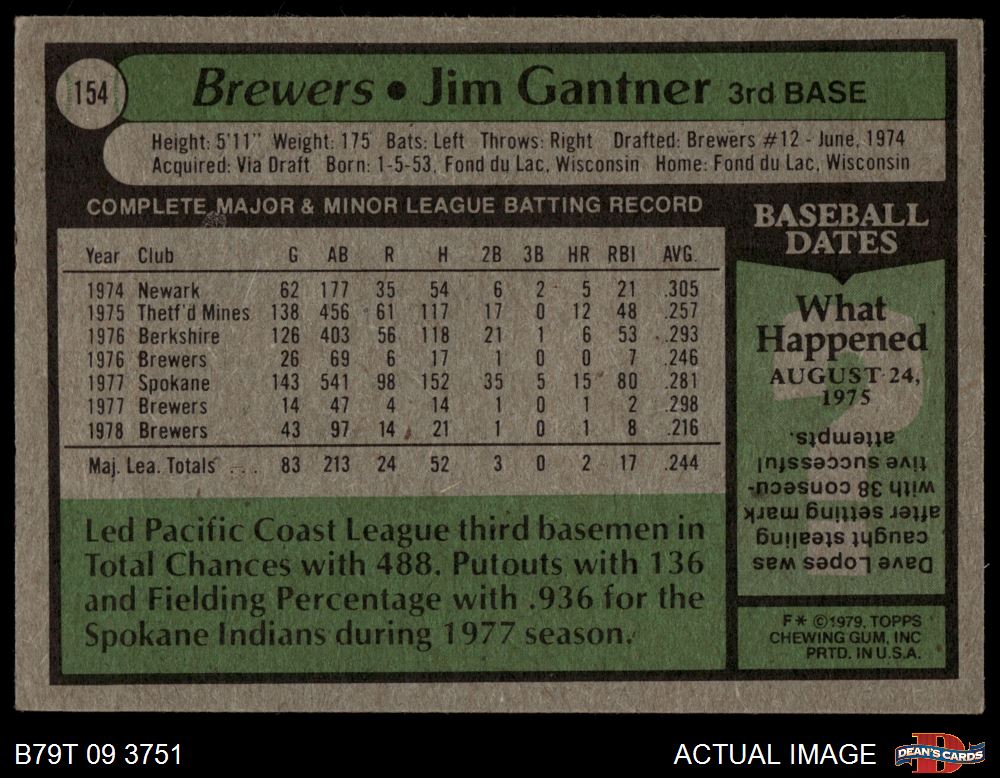 154
Brewers • Jim Gantner 3rd BASE
Height: 5'11" Weight: 175 Bats: Left Throws: Right Drafted: Brewers #12 - June, 1974
Acquired: Via Draft Born: 1-5-53, Fond du Lac, Wisconsin Home: Fond du Lac, Wisconsin
COMPLETE MAJOR & MINOR LEAGUE BATTING RECORD
Year Club G AB R H 2B 3B HR RBI AVG.
1974 Newark 62 177 35 54 6 2 5 21 .305
1975 Thetf'd Mines 138 456 61 117 17 0 12 48 .257
1976 Berkshire 126 403 56 118 21 1 6 53 .293
1976 Brewers 26 69 6 17 1 0 0 7 .246
1977 Spokane 143 541 98 152 35 5 15 80 .281
1977 Brewers 14 47 4 14 1 0 1 2 .298
1978 Brewers 43 97 14 21 1 0 1 8 .216
Maj. Lea. Totals . . . 83 213 24 52 3 0 2 17 .244
Led Pacific Coast League third basemen in
Total Chances with 488. Putouts with 136
and Fielding Percentage with .936 for the
Spokane Indians during 1977 season.
BASEBALL
DATES
What
Happened
AUGUST 24,
1975
?
Dave Lopes was
caught stealing
after setting mark
with 38 consecu-
tive successful
attempts.
F* ©1979, TOPPS
CHEWING GUM, INC
PRTD. IN U.S.A.
B79T 09 3751
ACTUAL IMAGE
D
DEAN'S CARDS